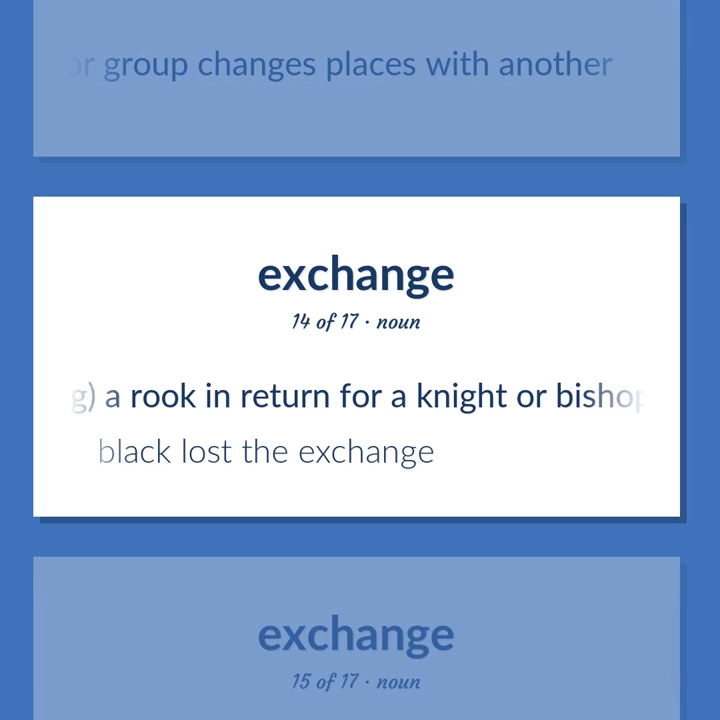 or group changes places with another
exchange
14 of 17 · noun
g) a rook in return for a knight or bishop
black lost the exchange
exchange
15 of 17 · noun